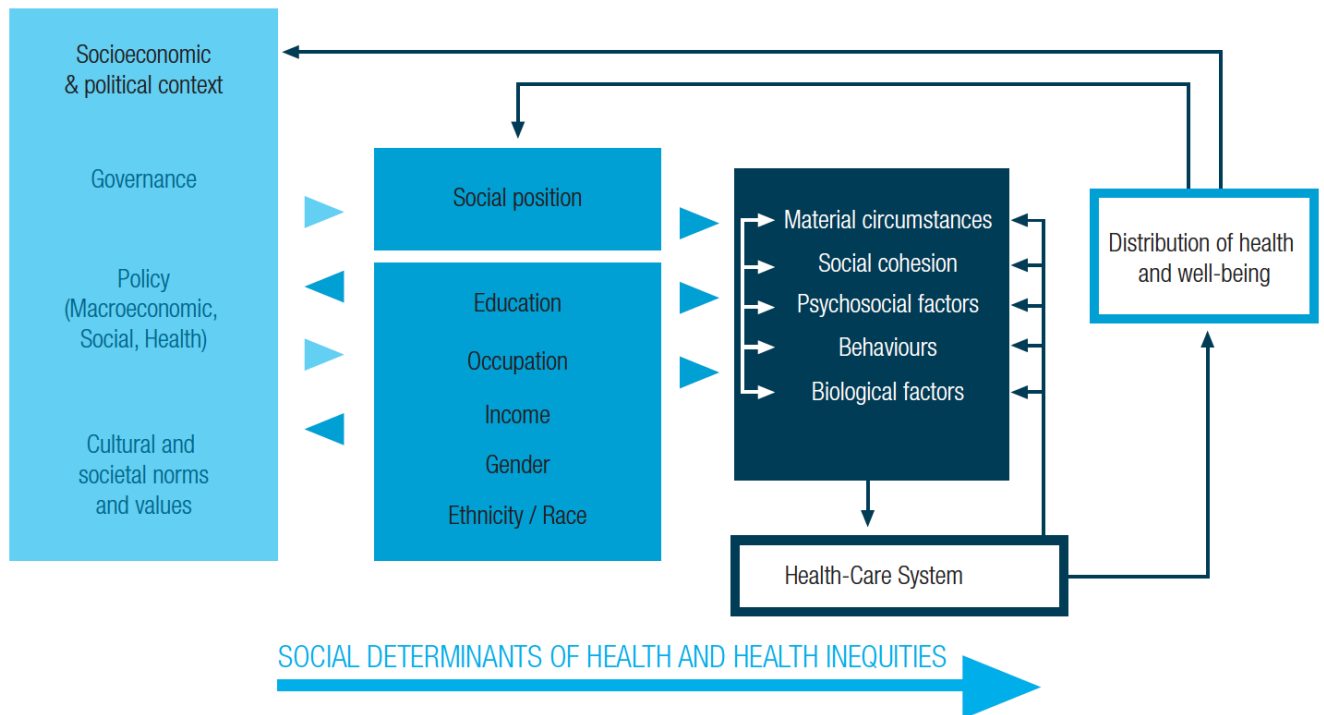 Socioeconomic
& political context
Governance
Policy
(Macroeconomic,
Social, Health)
Cultural and
societal norms
and values
Social position
Education
Occupation
Income
Gender
Ethnicity / Race
Material circumstances
Social cohesion
Psychosocial factors
Behaviours
Biological factors
Health-Care System
Distribution of health
and well-being
SOCIAL DETERMINANTS OF HEALTH AND HEALTH INEQUITIES